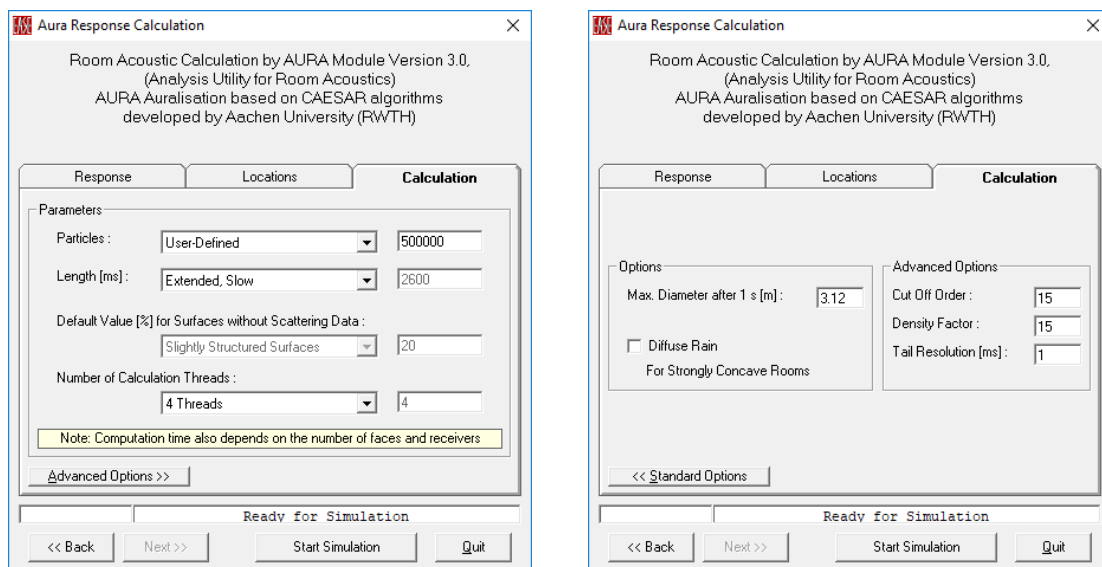 EASE Aura Response Calculation
Room Acoustic Calculation by AURA Module Version 3.0,
(Analysis Utility for Room Acoustics)
AURA Auralisation based on CAESAR algorithms
developed by Aachen University (RWTH)
Response Locations Calculation
Parameters
Particles : User-Defined 500000
Length [ms] : Extended, Slow 2600
Default Value [%] for Surfaces without Scattering Data :
Slightly Structured Surfaces 20
Number of Calculation Threads :
4 Threads 4
Note: Computation time also depends on the number of faces and receivers
Advanced Options >>
Ready for Simulation
<< Back Next >> Start Simulation Quit
EASE Aura Response Calculation
Room Acoustic Calculation by AURA Module Version 3.0,
(Analysis Utility for Room Acoustics)
AURA Auralisation based on CAESAR algorithms
developed by Aachen University (RWTH)
Response Locations Calculation
Options
Max. Diameter after 1 s [m] : 3.12
Diffuse Rain
For Strongly Concave Rooms
Advanced Options
Cut Off Order : 15
Density Factor : 15
Tail Resolution [ms] : 1
<< Standard Options
Ready for Simulation
<< Back Next >> Start Simulation Quit